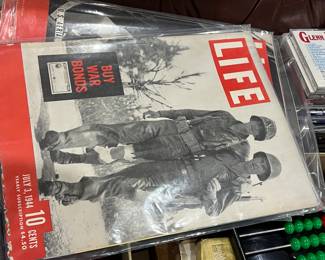 LIFE
BUY
WAR
BONDS
JULY 3, 1944
10 CENTS
YEARLY SUBSCRIPTION $4.50
GLENN